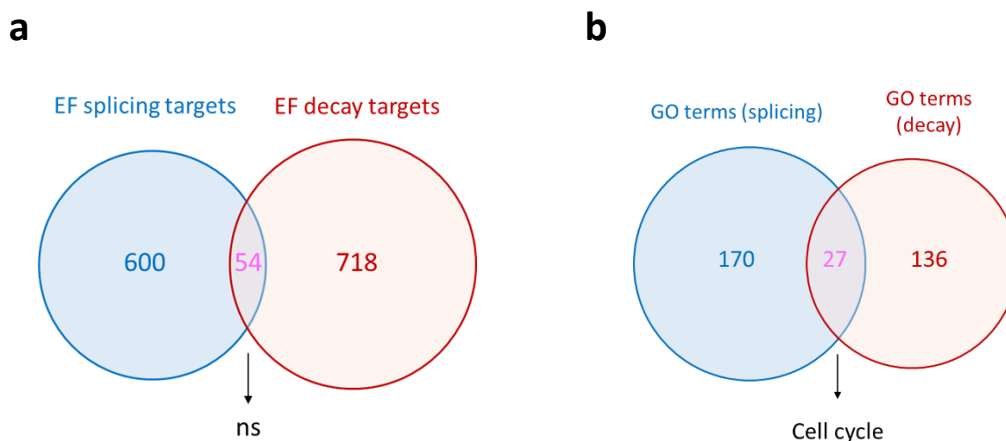 a
EF splicing targets
EF decay targets
600
54
718
ns
b
GO terms (splicing)
GO terms
(decay)
170
27
136
Cell cycle